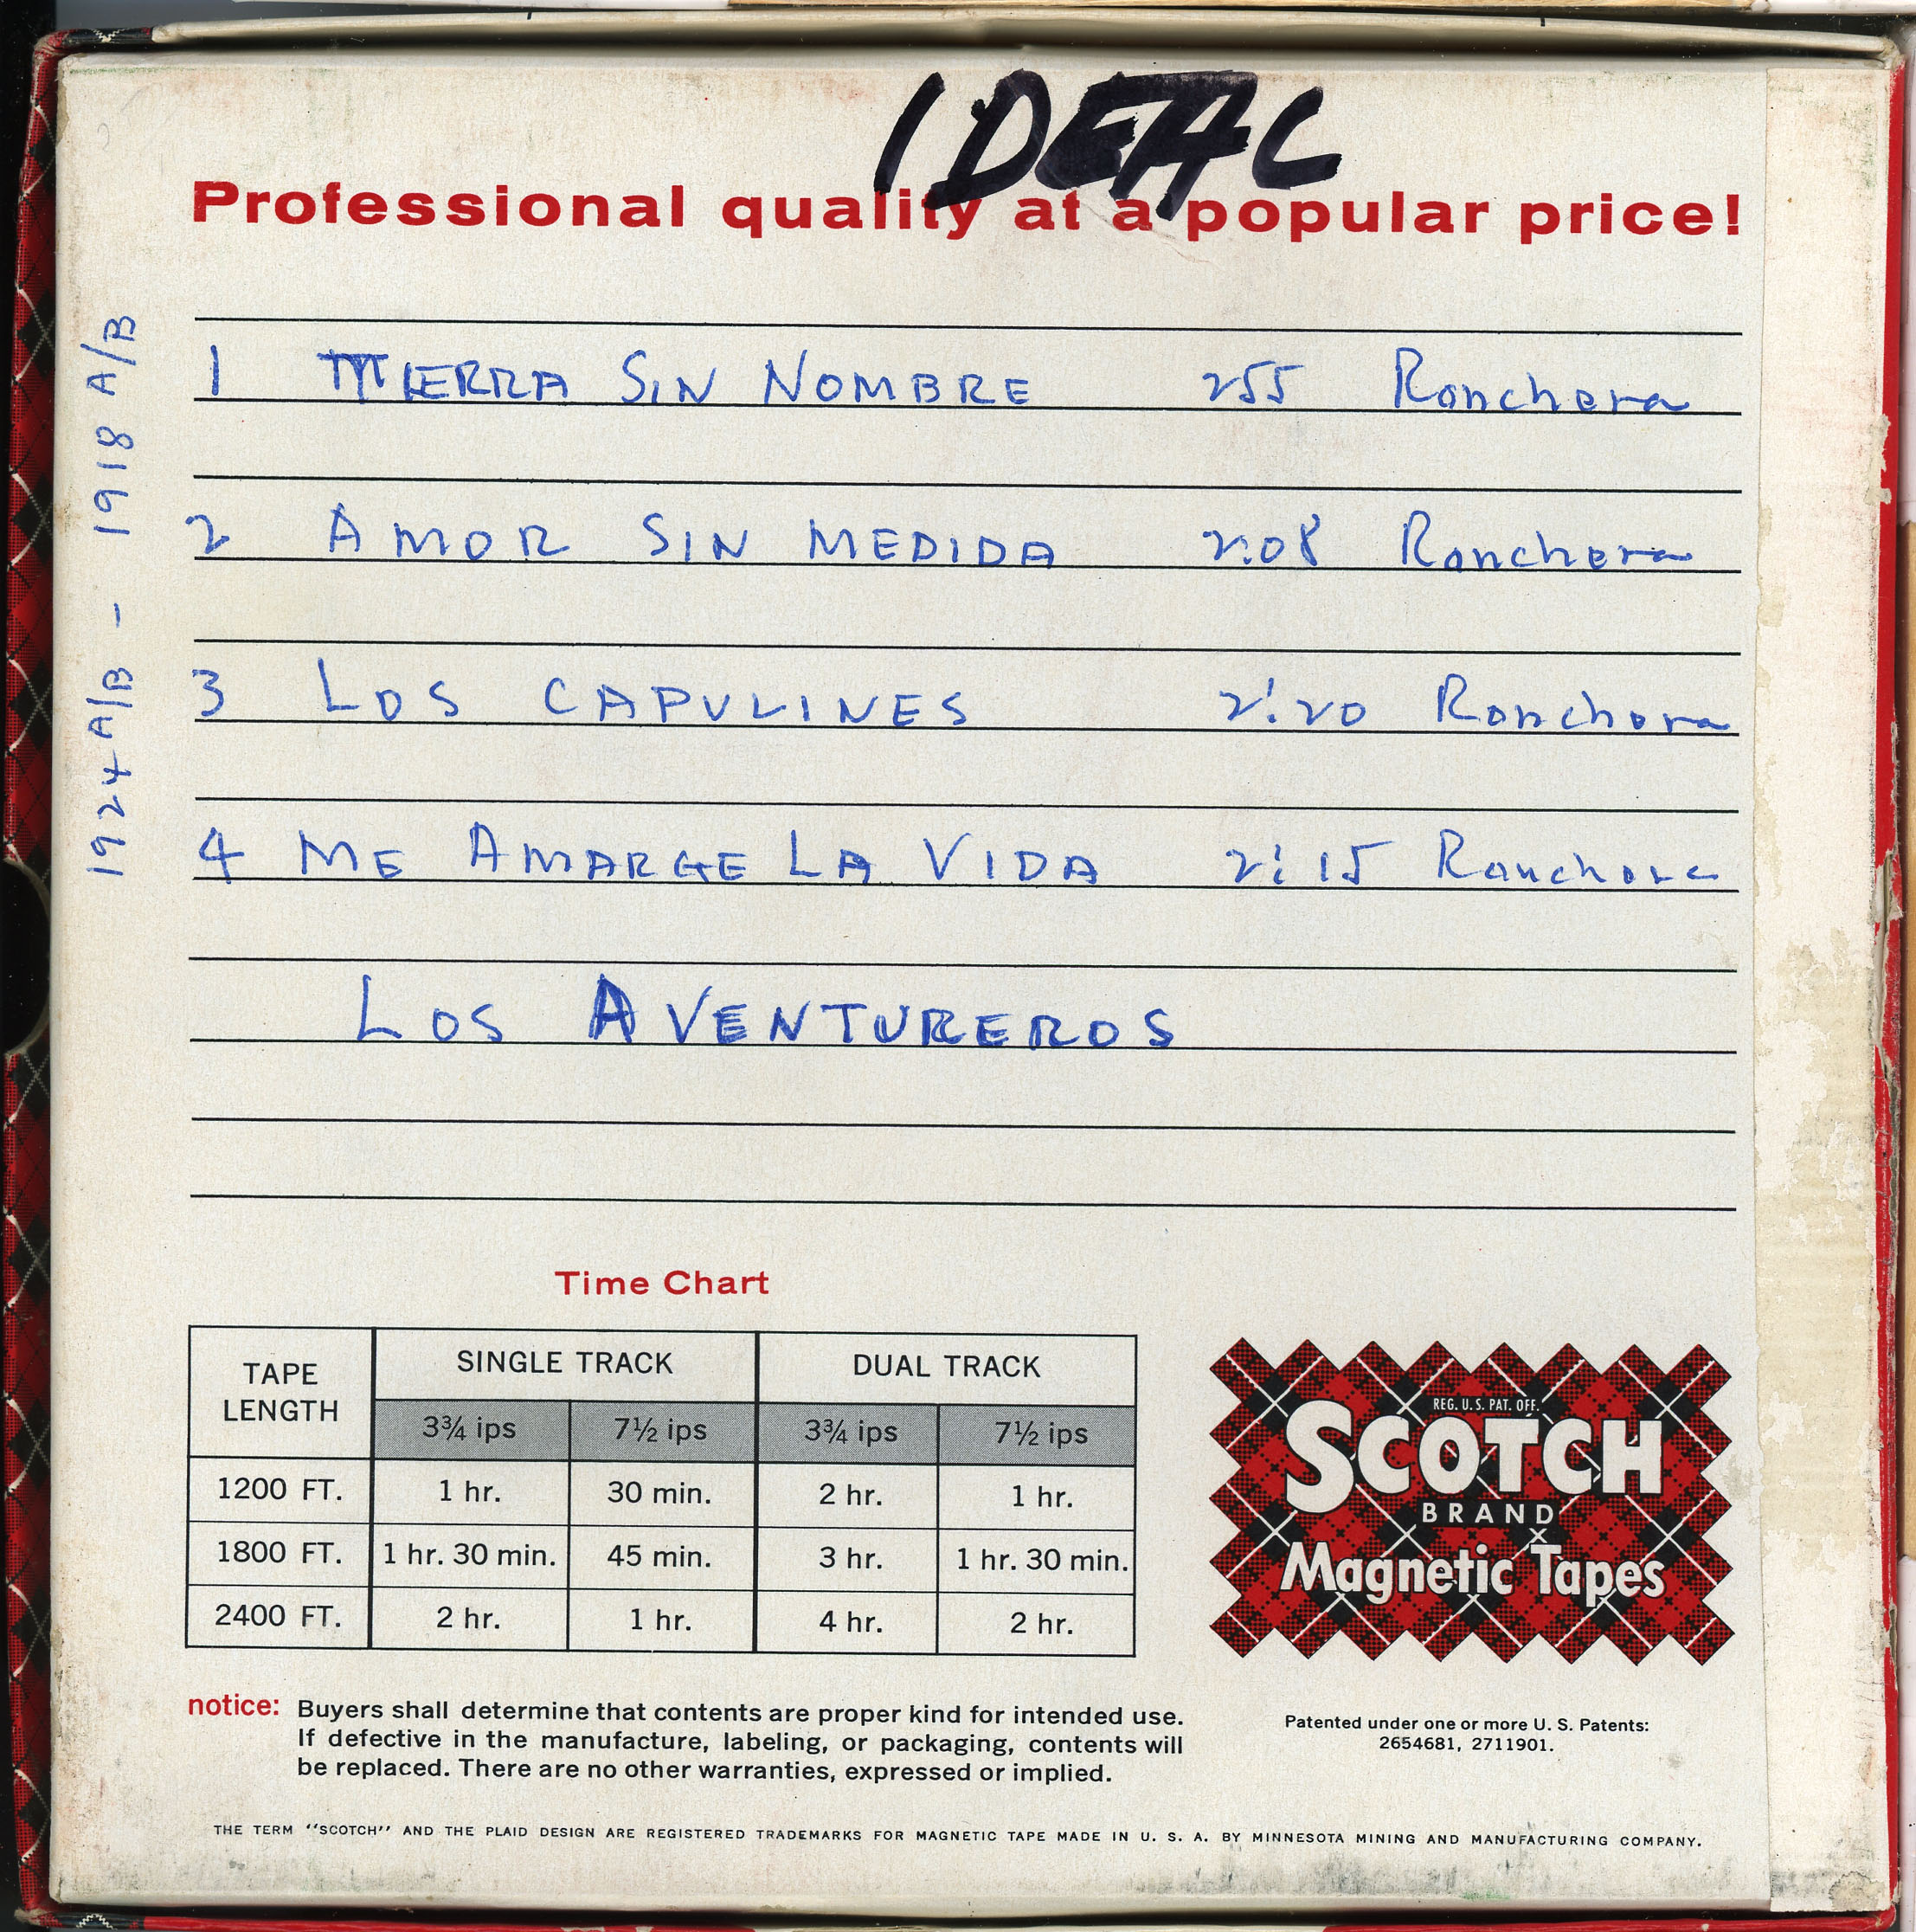 IDEAL
Professional quality at a popular price!
1924 A/B - 1918 A/B
1 TIERRA SIN NOMBRE 255 Ranchera
2 AMOR SIN MEDIDA 2:08 Ranchera
3 LOS CAPULINES 2:20 Ranchera
4 ME AMARGE LA VIDA 2:15 Ranchera
LOS AVENTUREROS
Time Chart
TAPE LENGTH SINGLE TRACK DUAL TRACK
3¾ ips 7½ ips 3¾ ips 7½ ips
1200 FT. 1 hr. 30 min. 2 hr. 1 hr.
1800 FT. 1 hr. 30 min. 45 min. 3 hr. 1 hr. 30 min.
2400 FT. 2 hr. 1 hr. 4 hr. 2 hr.
REG. U.S. PAT. OFF.
SCOTCH
BRAND
Magnetic Tapes
notice: Buyers shall determine that contents are proper kind for intended use.
If defective in the manufacture, labeling, or packaging, contents will
be replaced. There are no other warranties, expressed or implied.
Patented under one or more U. S. Patents:
2654681, 2711901.
THE TERM "SCOTCH" AND THE PLAID DESIGN ARE REGISTERED TRADEMARKS FOR MAGNETIC TAPE MADE IN U. S. A. BY MINNESOTA MINING AND MANUFACTURING COMPANY.